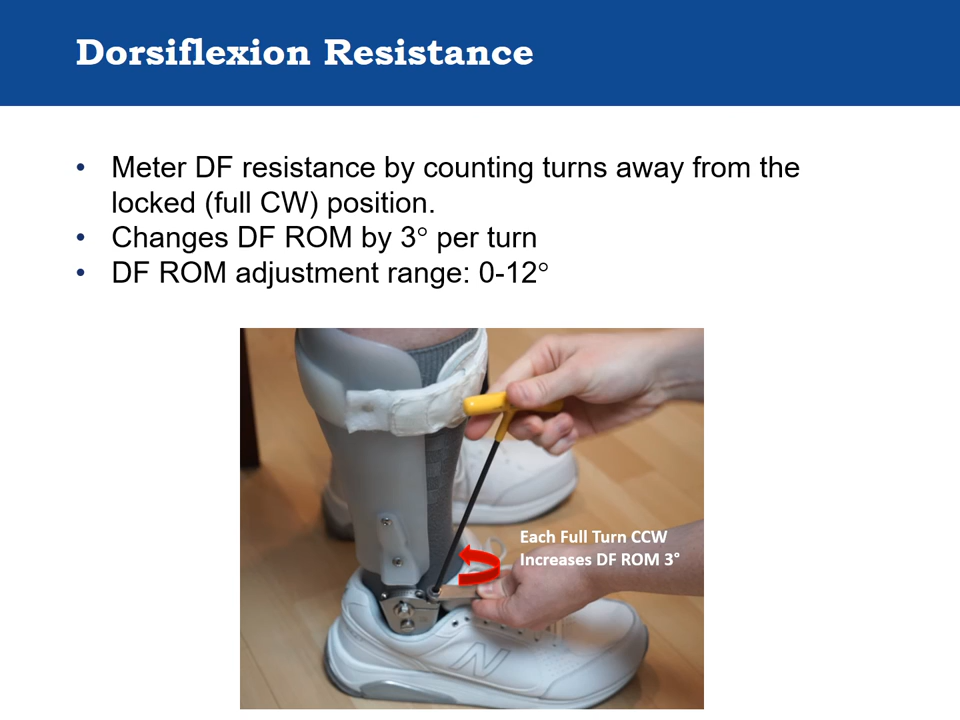 Dorsiflexion Resistance
• Meter DF resistance by counting turns away from the
locked (full CW) position.
• Changes DF ROM by 3° per turn
• DF ROM adjustment range: 0-12°
Each Full Turn CCW
Increases DF ROM 3°
N